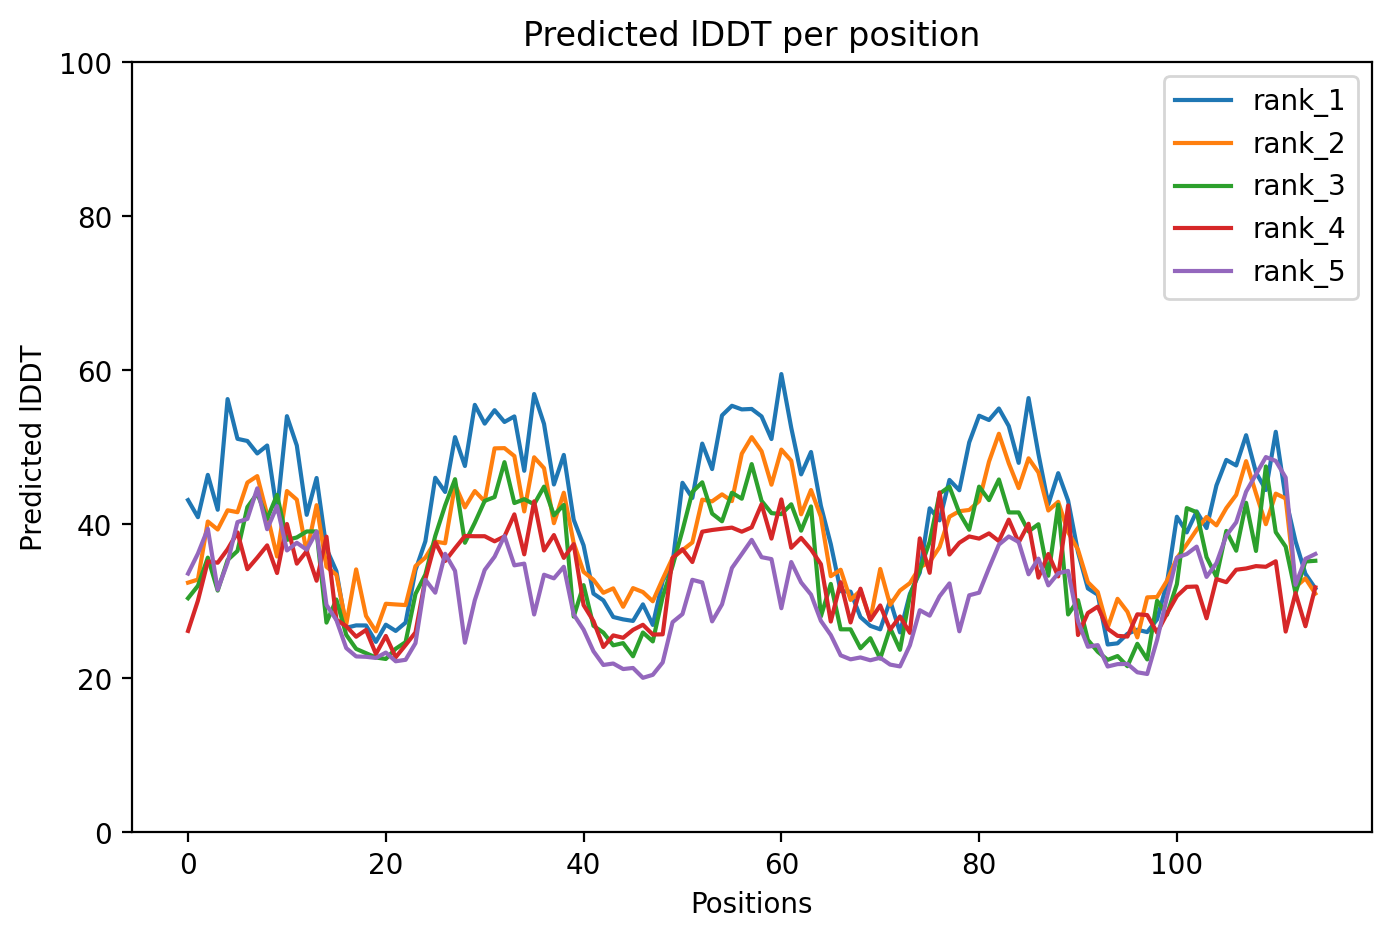 Predicted lDDT per position
100
80
60
40
20
0
Predicted lDDT
0 20 40 60 80 100
Positions
rank_1
rank_2
rank_3
rank_4
rank_5